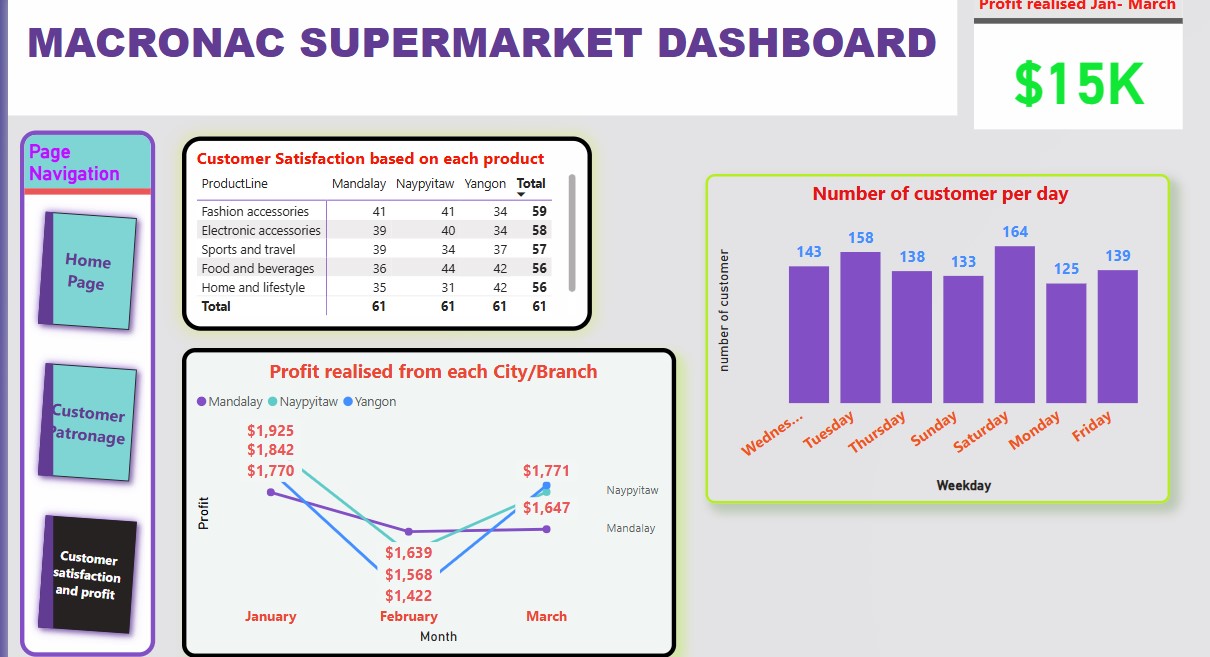 MACRONAC SUPERMARKET DASHBOARD
Profit realised Jan- March
$15K
Page
Navigation
Home
Page
Customer
Patronage
Customer
satisfaction
and profit
Customer Satisfaction based on each product
ProductLine Mandalay Naypyitaw Yangon Total
Fashion accessories 41 41 34 59
Electronic accessories 39 40 34 58
Sports and travel 39 34 37 57
Food and beverages 36 44 42 56
Home and lifestyle 35 31 42 56
Total 61 61 61 61
Profit realised from each City/Branch
Mandalay Naypyitaw Yangon
$1,925
$1,842
$1,770
$1,771
$1,647
Naypyitaw
Mandalay
$1,639
$1,568
$1,422
Profit
January February March
Month
Number of customer per day
number of customer
143 158 138 133 164 125 139
Wednes... Tuesday Thursday Sunday Saturday Monday Friday
Weekday